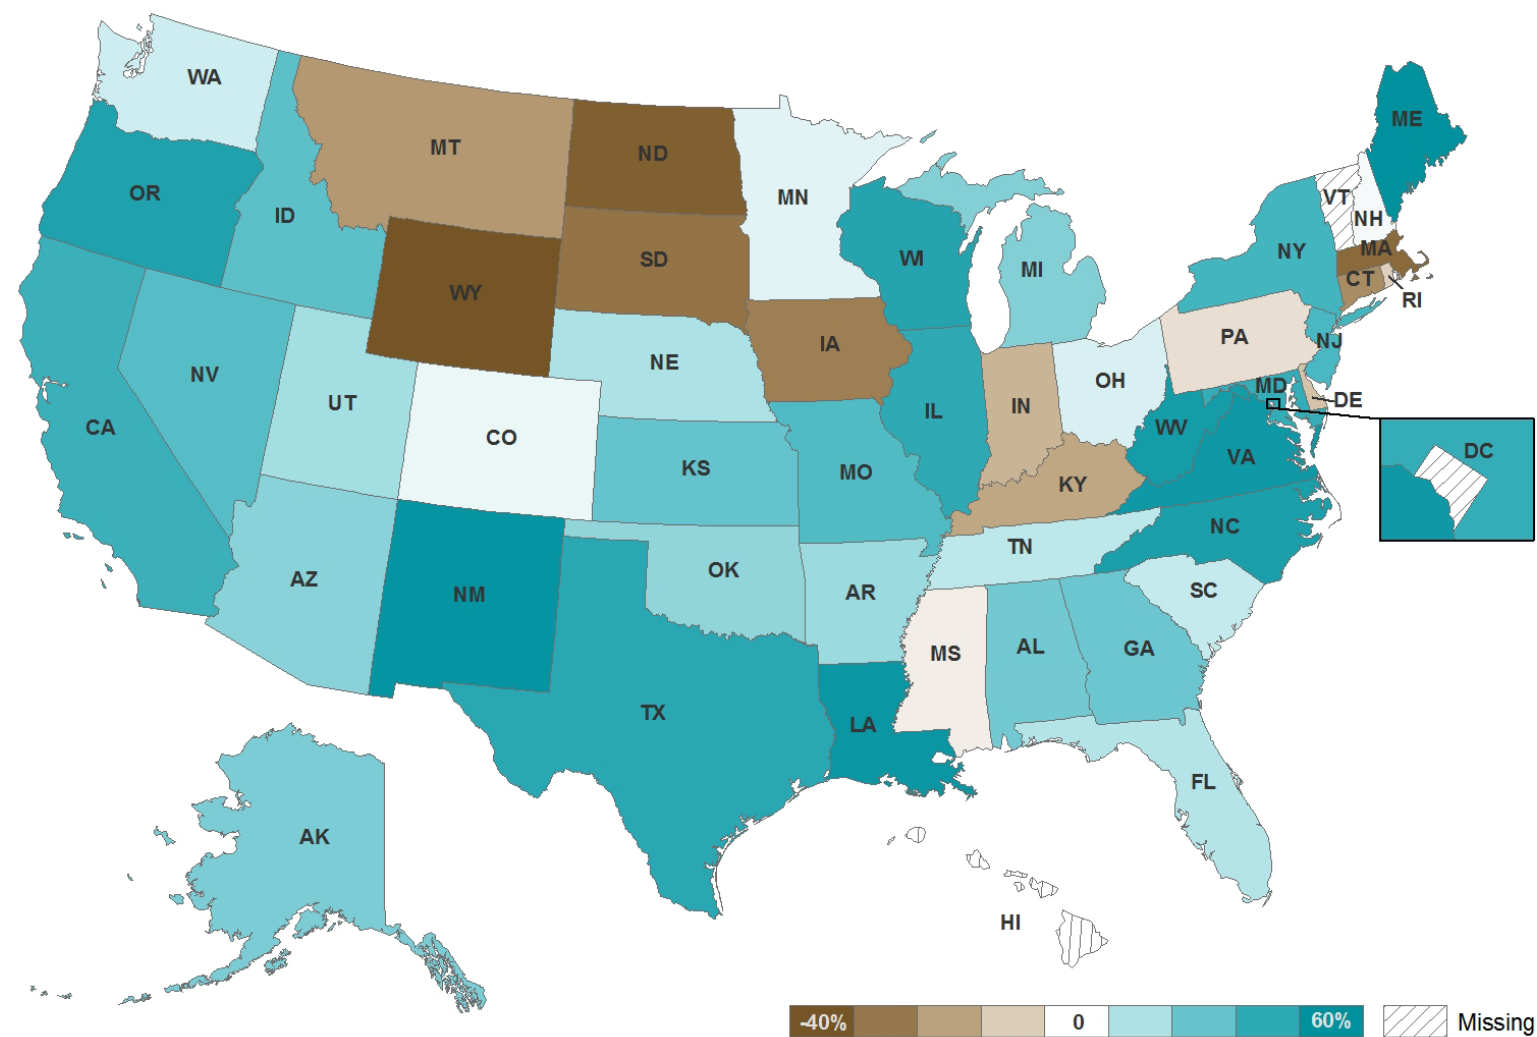 WA
ME
MT
ND
OR
MN
VT
ID
NH
MA
NY
WI
SD
MI
CT
WY
RI
PA
NJ
IA
NE
NV
OH
MD
DE
UT
IN
IL
CA
WV
CO
VA
DC
KS
MO
KY
NC
TN
OK
AZ
SC
NM
AR
AL
GA
MS
TX
LA
FL
AK
HI
-40%
0
60%
Missing